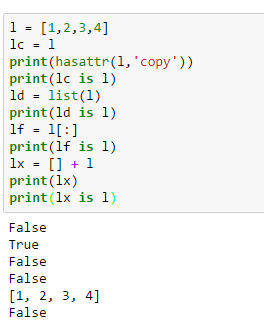 l = [1,2,3,4]
lc = l
print(hasattr(l,'copy'))
print(lc is l)
ld = list(l)
print(ld is l)
lf = l[:]
print(lf is l)
lx = [] + l
print(lx)
print(lx is l)
False
True
False
False
[1, 2, 3, 4]
False